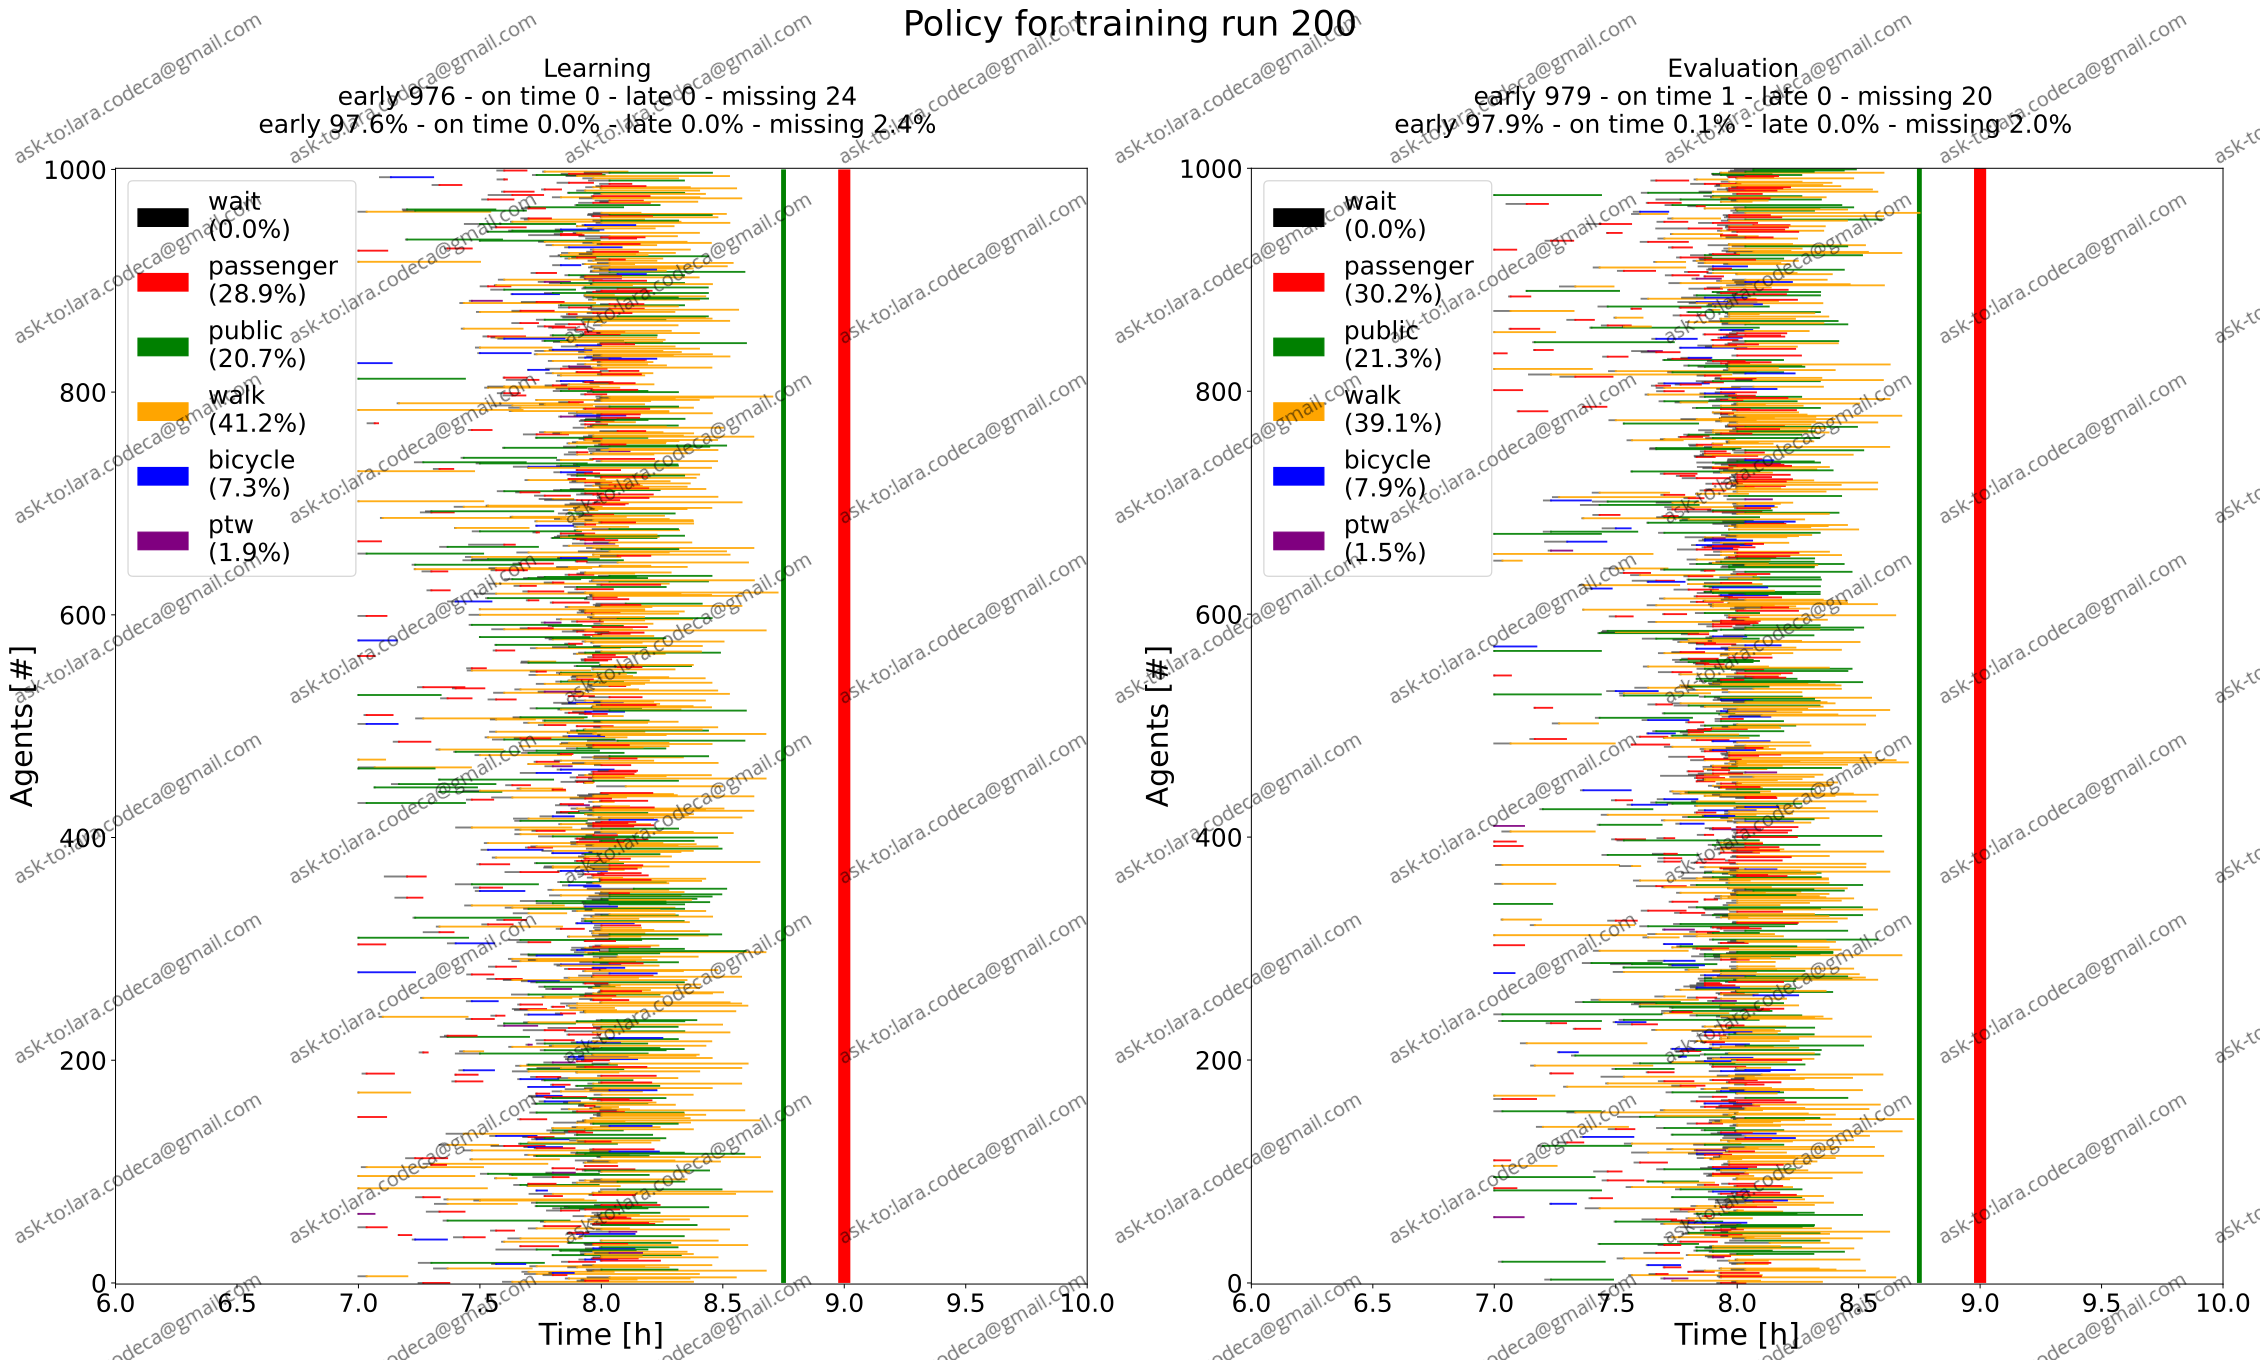 Policy for training run 200
Learning
early 976 - on time 0 - late 0 - missing 24
early 97.6% - on time 0.0% - late 0.0% - missing 2.4%
Evaluation
early 979 - on time 1 - late 0 - missing 20
early 97.9% - on time 0.1% - late 0.0% - missing 2.0%
Agents [#]
1000
800
600
400
200
0
wait
(0.0%)
passenger
(28.9%)
public
(20.7%)
walk
(41.2%)
bicycle
(7.3%)
ptw
(1.9%)
6.0 6.5 7.0 7.5 8.0 8.5 9.0 9.5 10.0
Time [h]
Agents [#]
1000
800
600
400
200
0
wait
(0.0%)
passenger
(30.2%)
public
(21.3%)
walk
(39.1%)
bicycle
(7.9%)
ptw
(1.5%)
6.0 6.5 7.0 7.5 8.0 8.5 9.0 9.5 10.0
Time [h]
ask-to:lara.codeca@gmail.com